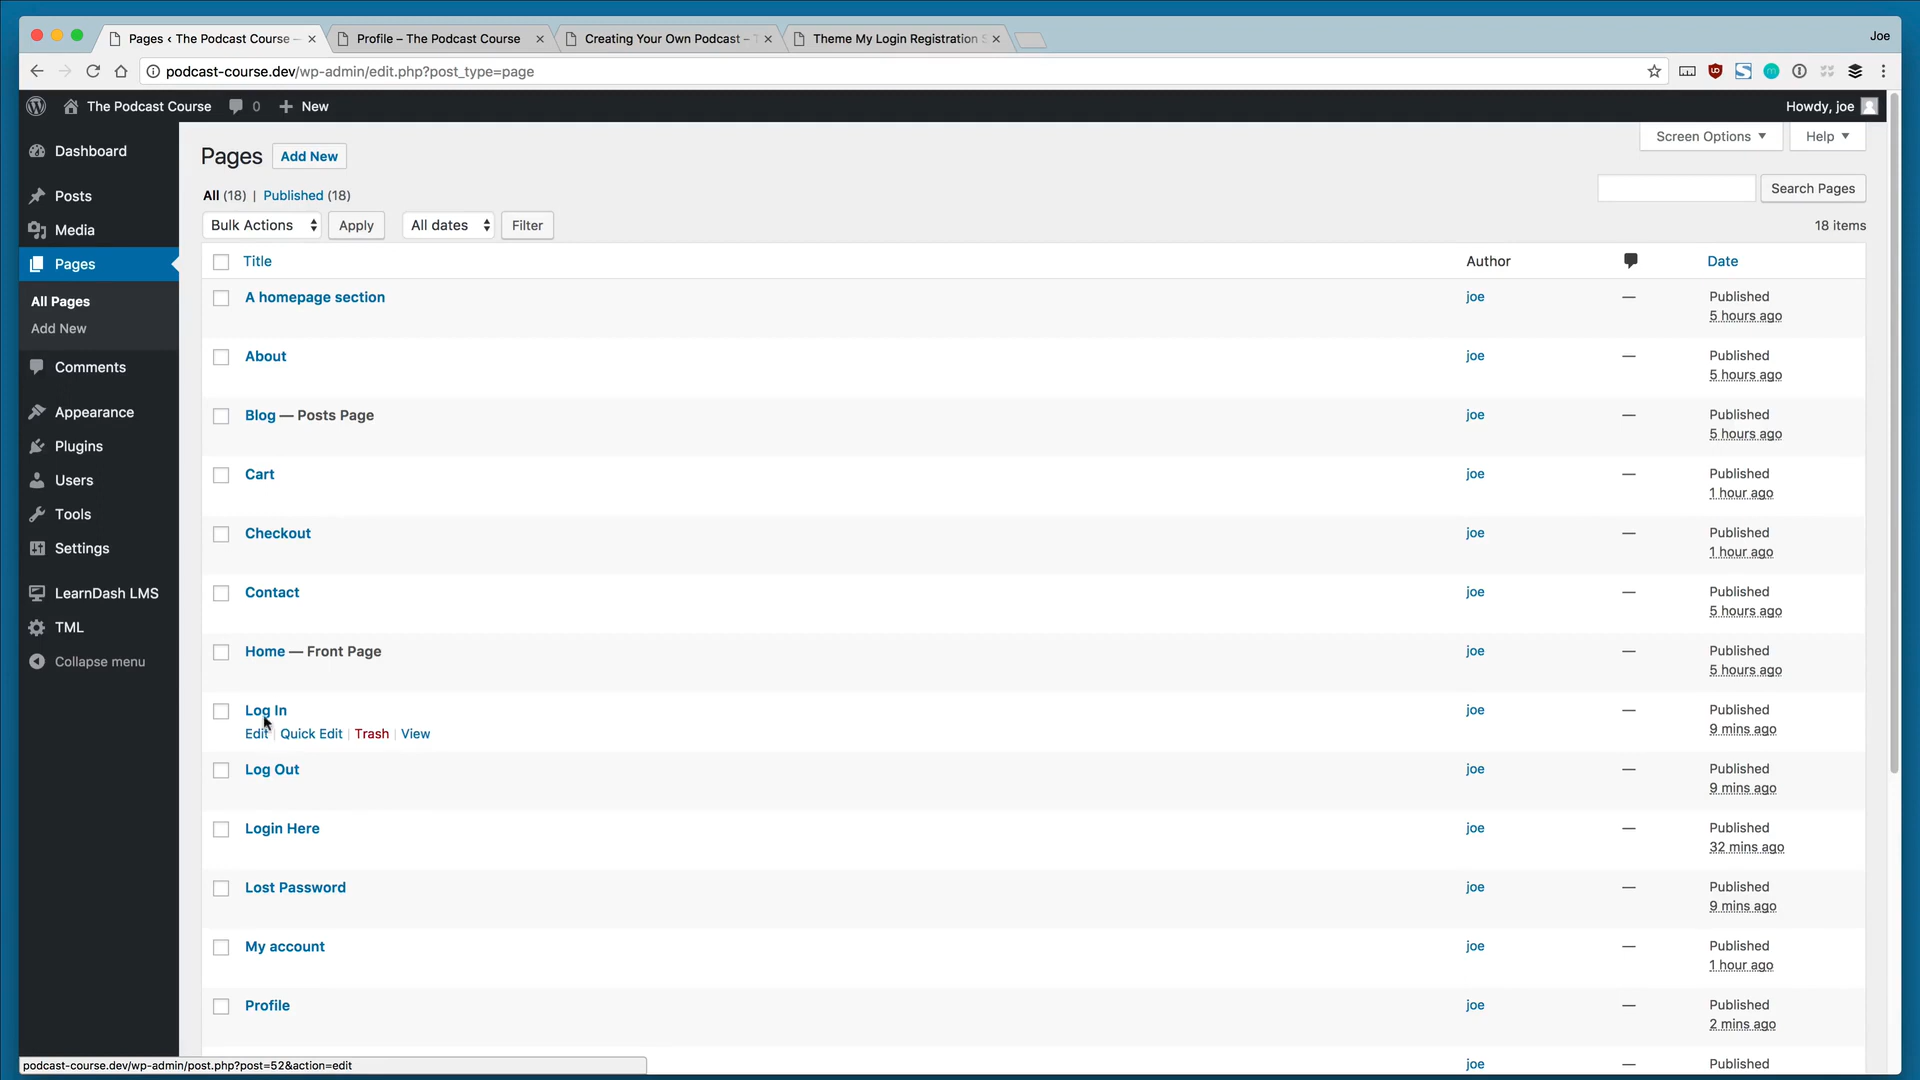 Pages ‹ The Podcast Course –
Profile – The Podcast Course
Creating Your Own Podcast –
Theme My Login Registration
Joe
podcast-course.dev/wp-admin/edit.php?post_type=page
The Podcast Course
0
New
Howdy, joe
Screen Options
Help
Dashboard
Posts
Media
Pages
All Pages
Add New
Comments
Appearance
Plugins
Users
Tools
Settings
LearnDash LMS
TML
Collapse menu
Pages
Add New
All (18) | Published (18)
Search Pages
Bulk Actions
Apply
All dates
Filter
18 items
Title
Author
Date
A homepage section
joe
—
Published
5 hours ago
About
joe
—
Published
5 hours ago
Blog — Posts Page
joe
—
Published
5 hours ago
Cart
joe
—
Published
1 hour ago
Checkout
joe
—
Published
1 hour ago
Contact
joe
—
Published
5 hours ago
Home — Front Page
joe
—
Published
5 hours ago
Log In
Edit | Quick Edit | Trash | View
joe
—
Published
9 mins ago
Log Out
joe
—
Published
9 mins ago
Login Here
joe
—
Published
32 mins ago
Lost Password
joe
—
Published
9 mins ago
My account
joe
—
Published
1 hour ago
Profile
joe
—
Published
2 mins ago
joe
—
Published
podcast-course.dev/wp-admin/post.php?post=52&action=edit